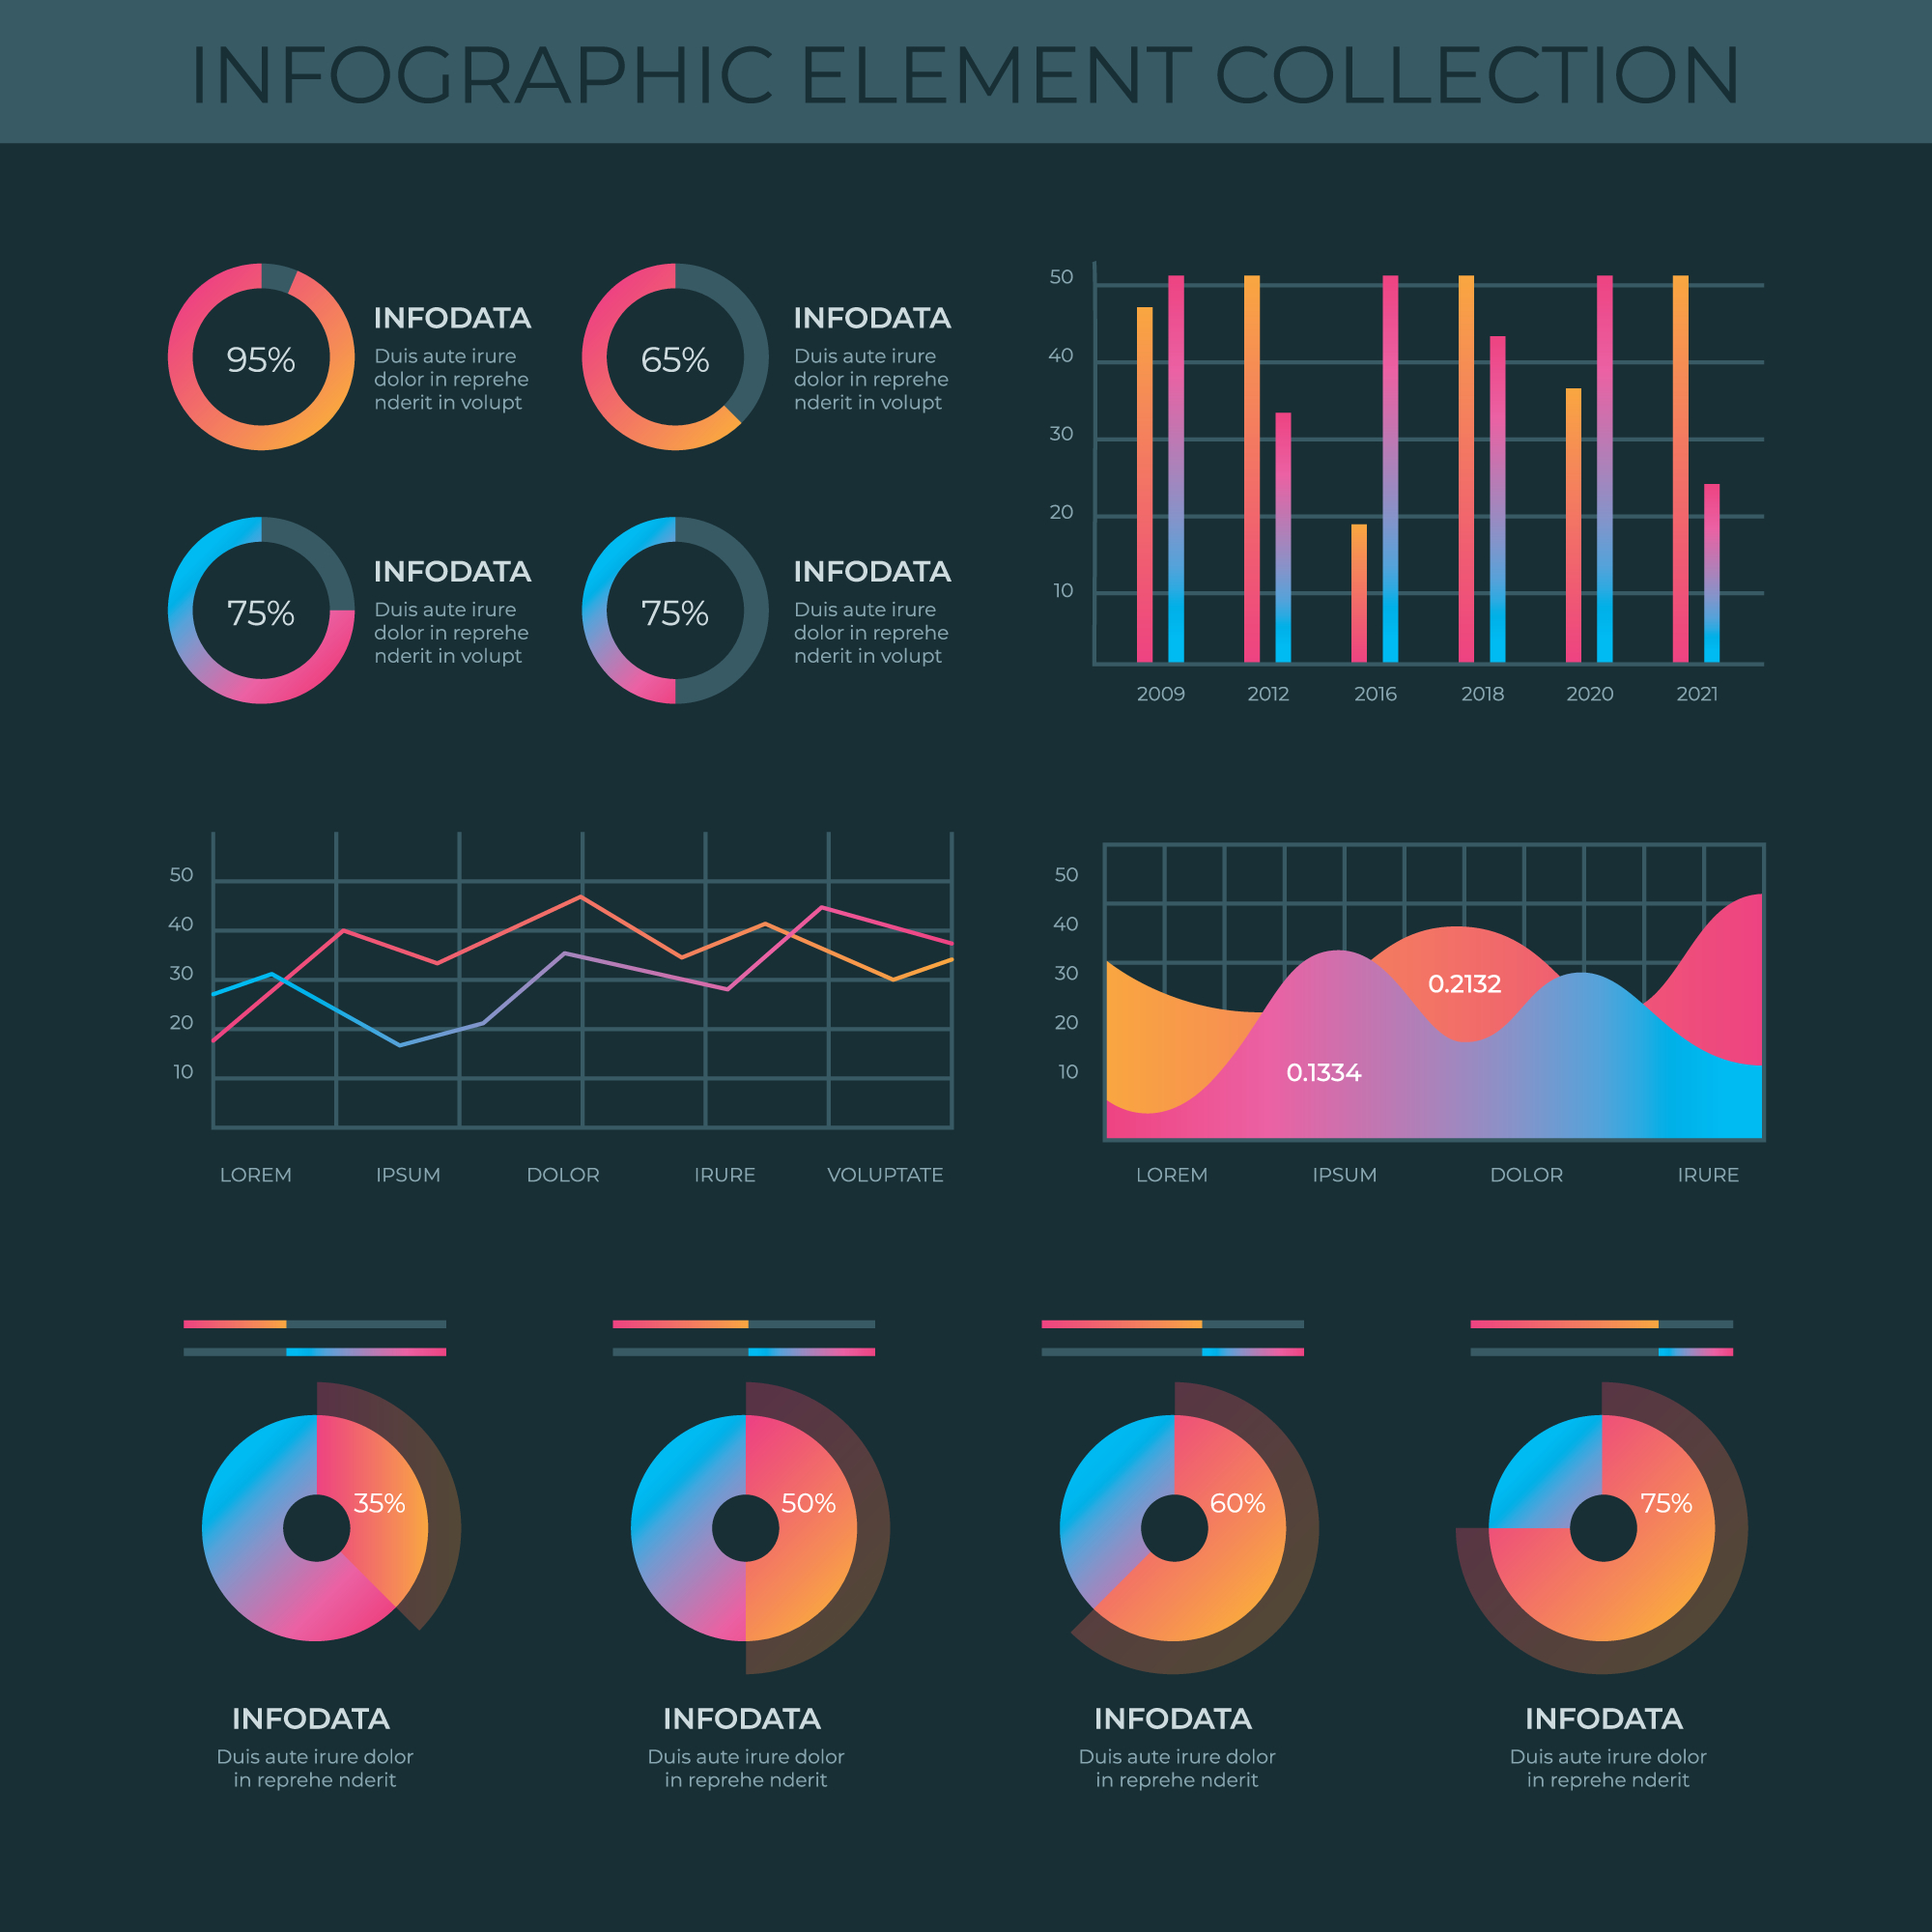 INFOGRAPHIC ELEMENT COLLECTION
95%
INFODATA
Duis aute irure
dolor in reprehe
nderit in volupt
65%
INFODATA
Duis aute irure
dolor in reprehe
nderit in volupt
75%
INFODATA
Duis aute irure
dolor in reprehe
nderit in volupt
75%
INFODATA
Duis aute irure
dolor in reprehe
nderit in volupt
50
40
30
20
10
2009 2012 2016 2018 2020 2021
50
40
30
20
10
LOREM IPSUM DOLOR IRURE VOLUPTATE
50
40
30
20
10
0.2132
0.1334
LOREM IPSUM DOLOR IRURE
35%
INFODATA
Duis aute irure dolor
in reprehe nderit
50%
INFODATA
Duis aute irure dolor
in reprehe nderit
60%
INFODATA
Duis aute irure dolor
in reprehe nderit
75%
INFODATA
Duis aute irure dolor
in reprehe nderit